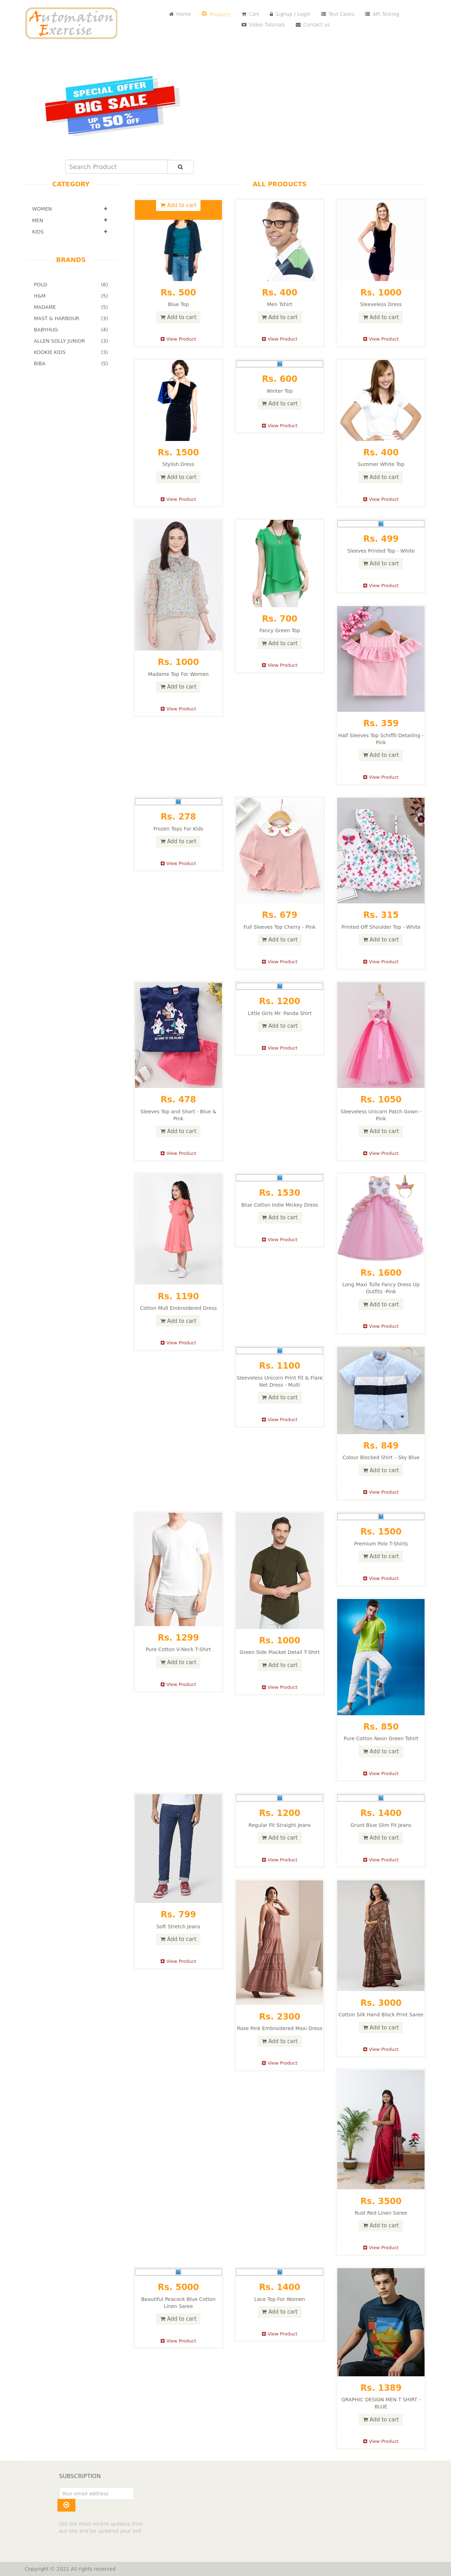 Automation
Exercise
Home
Products
Cart
Signup / Login
Test Cases
API Testing
Video Tutorials
Contact us
SPECIAL OFFER
BIG SALE
UP TO 50% OFF
Search Product
CATEGORY
WOMEN
MEN
KIDS
BRANDS
POLO (6)
H&M (5)
MADAME (5)
MAST & HARBOUR (3)
BABYHUG (4)
ALLEN SOLLY JUNIOR (3)
KOOKIE KIDS (3)
BIBA (5)
ALL PRODUCTS
Add to cart
Rs. 500
Blue Top
Add to cart
View Product
Rs. 400
Men Tshirt
Add to cart
View Product
Rs. 1000
Sleeveless Dress
Add to cart
View Product
Rs. 1500
Stylish Dress
Add to cart
View Product
Rs. 600
Winter Top
Add to cart
View Product
Rs. 400
Summer White Top
Add to cart
View Product
Rs. 1000
Madame Top For Women
Add to cart
View Product
Rs. 700
Fancy Green Top
Add to cart
View Product
Rs. 499
Sleeves Printed Top - White
Add to cart
View Product
Rs. 359
Half Sleeves Top Schiffli Detailing -
Pink
Add to cart
View Product
Rs. 278
Frozen Tops For Kids
Add to cart
View Product
Rs. 679
Full Sleeves Top Cherry - Pink
Add to cart
View Product
Rs. 315
Printed Off Shoulder Top - White
Add to cart
View Product
Rs. 478
Sleeves Top and Short - Blue &
Pink
Add to cart
View Product
Rs. 1200
Little Girls Mr. Panda Shirt
Add to cart
View Product
Rs. 1050
Sleeveless Unicorn Patch Gown -
Pink
Add to cart
View Product
Rs. 1190
Cotton Mull Embroidered Dress
Add to cart
View Product
Rs. 1530
Blue Cotton Indie Mickey Dress
Add to cart
View Product
Rs. 1600
Long Maxi Tulle Fancy Dress Up
Outfits -Pink
Add to cart
View Product
Rs. 1100
Sleeveless Unicorn Print Fit & Flare
Net Dress - Multi
Add to cart
View Product
Rs. 849
Colour Blocked Shirt – Sky Blue
Add to cart
View Product
Rs. 1299
Pure Cotton V-Neck T-Shirt
Add to cart
View Product
Rs. 1000
Green Side Placket Detail T-Shirt
Add to cart
View Product
Rs. 1500
Premium Polo T-Shirts
Add to cart
View Product
Rs. 850
Pure Cotton Neon Green Tshirt
Add to cart
View Product
Rs. 799
Soft Stretch Jeans
Add to cart
View Product
Rs. 1200
Regular Fit Straight Jeans
Add to cart
View Product
Rs. 1400
Grunt Blue Slim Fit Jeans
Add to cart
View Product
Rs. 2300
Rose Pink Embroidered Maxi Dress
Add to cart
View Product
Rs. 3000
Cotton Silk Hand Block Print Saree
Add to cart
View Product
Rs. 3500
Rust Red Linen Saree
Add to cart
View Product
Rs. 5000
Beautiful Peacock Blue Cotton
Linen Saree
Add to cart
View Product
Rs. 1400
Lace Top For Women
Add to cart
View Product
Rs. 1389
GRAPHIC DESIGN MEN T SHIRT -
BLUE
Add to cart
View Product
SUBSCRIPTION
Your email address
Get the most recent updates from
our site and be updated your self...
Copyright © 2021 All rights reserved